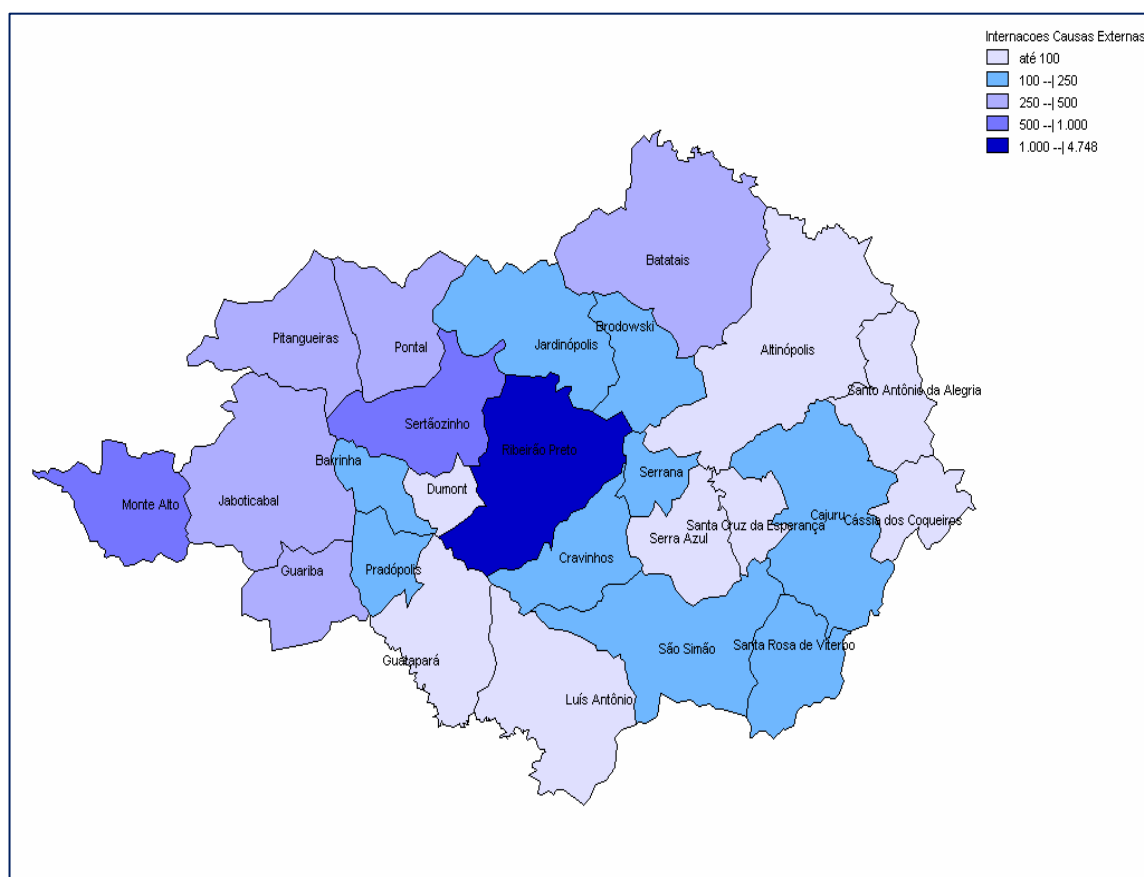 Internacoes Causas Externas
até 100
100 --| 250
250 --| 500
500 --| 1.000
1.000 --| 4.748
Batatais
Brodowski
Pitangueiras
Pontal
Jardinópolis
Altinópolis
Santo Antônio da Alegria
Sertãozinho
Ribeirão Preto
Barrinha
Serrana
Dumont
Monte Alto
Jaboticabal
Santa Cruz da Esperança
Cajuru
Cássia dos Coqueiros
Serra Azul
Cravinhos
Guariba
Pradópolis
São Simão
Santa Rosa de Viterbo
Guatapará
Luís Antônio